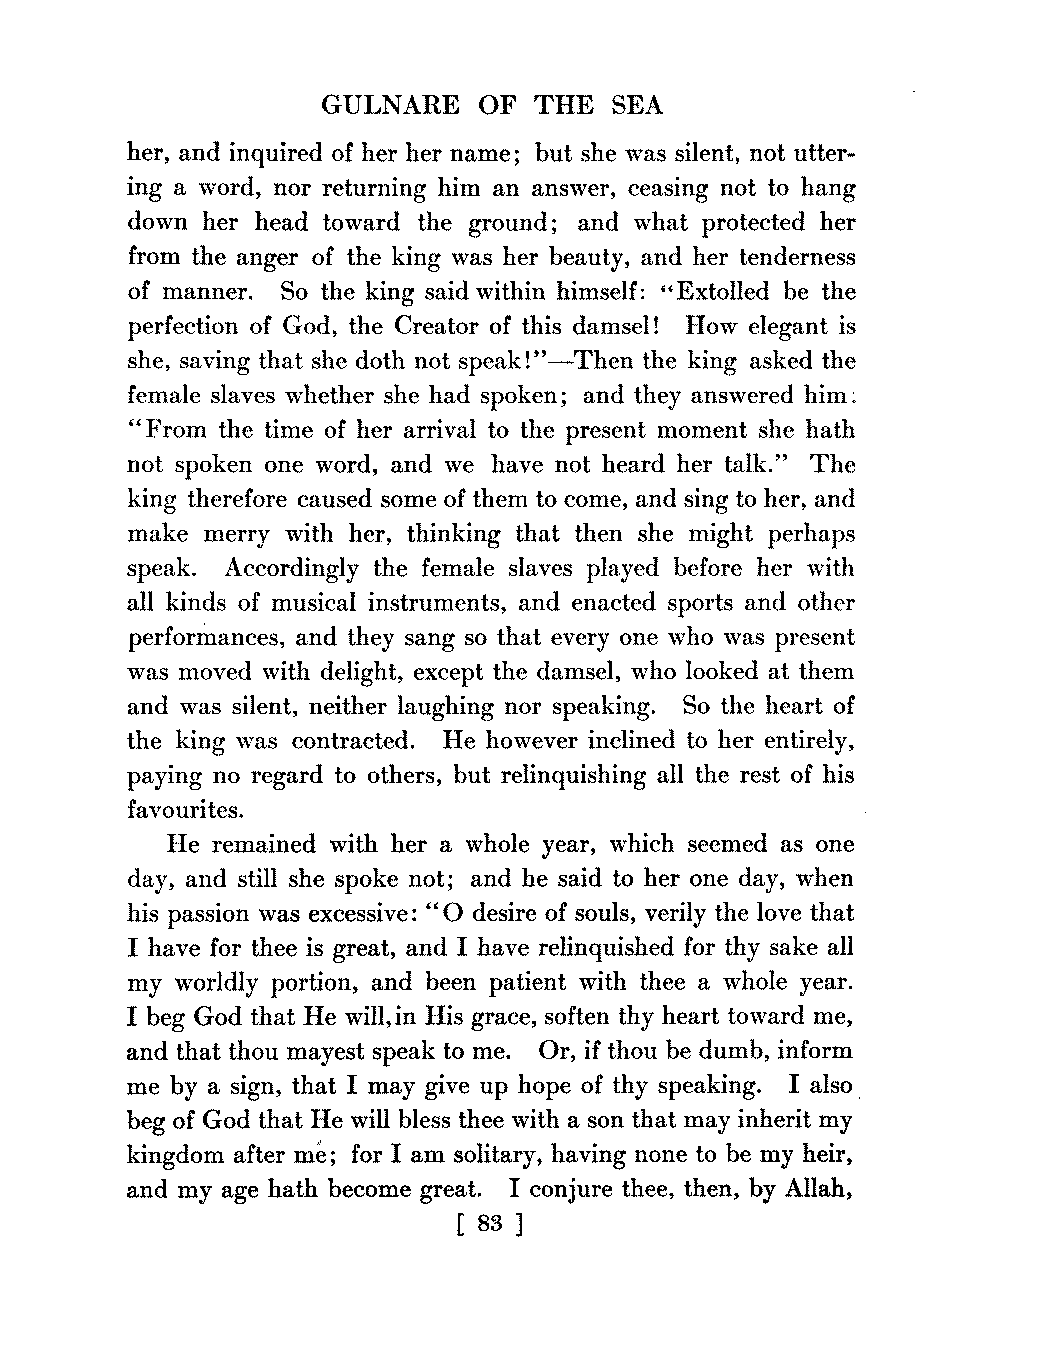 GULNARE OF THE SEA
her, and inquired of her her name; but she was silent, not utter-
ing a word, nor returning him an answer, ceasing not to hang
down her head toward the ground; and what protected her
from the anger of the king was her beauty, and her tenderness
of manner. So the king said within himself: “Extolled be the
perfection of God, the Creator of this damsel! How elegant is
she, saving that she doth not speak!”—Then the king asked the
female slaves whether she had spoken; and they answered him:
“From the time of her arrival to the present moment she hath
not spoken one word, and we have not heard her talk.” The
king therefore caused some of them to come, and sing to her, and
make merry with her, thinking that then she might perhaps
speak. Accordingly the female slaves played before her with
all kinds of musical instruments, and enacted sports and other
performances, and they sang so that every one who was present
was moved with delight, except the damsel, who looked at them
and was silent, neither laughing nor speaking. So the heart of
the king was contracted. He however inclined to her entirely,
paying no regard to others, but relinquishing all the rest of his
favourites.
He remained with her a whole year, which seemed as one
day, and still she spoke not; and he said to her one day, when
his passion was excessive: “O desire of souls, verily the love that
I have for thee is great, and I have relinquished for thy sake all
my worldly portion, and been patient with thee a whole year.
I beg God that He will, in His grace, soften thy heart toward me,
and that thou mayest speak to me. Or, if thou be dumb, inform
me by a sign, that I may give up hope of thy speaking. I also
beg of God that He will bless thee with a son that may inherit my
kingdom after me; for I am solitary, having none to be my heir,
and my age hath become great. I conjure thee, then, by Allah,
[ 83 ]